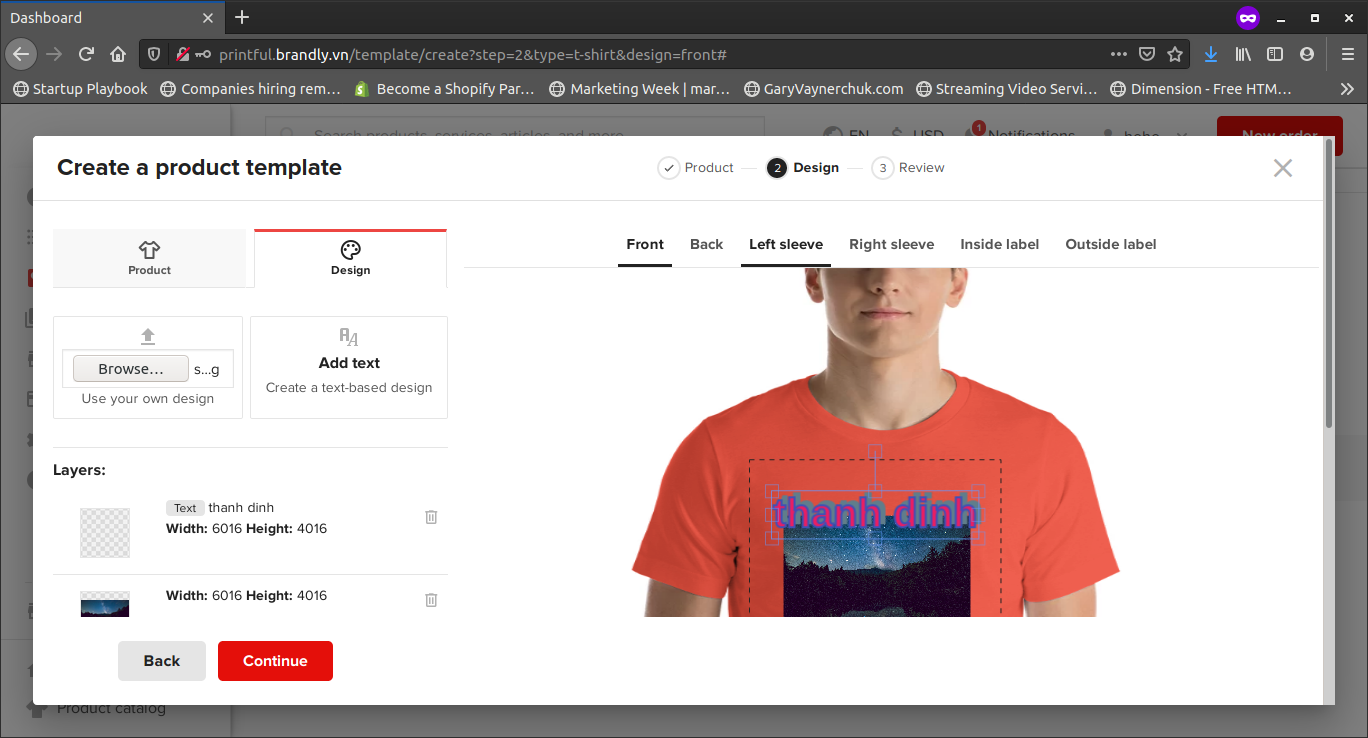 Dashboard
printful.brandly.vn/template/create?step=2&type=t-shirt&design=front#
Startup Playbook
Companies hiring rem…
Become a Shopify Par…
Marketing Week | mar…
GaryVaynerchuk.com
Streaming Video Servi…
Dimension - Free HTM…
Search products, services, articles, and more
EN
USD
1
Notifications
hehe
New order
Create a product template
Product
2
Design
3
Review
Product
Design
Front
Back
Left sleeve
Right sleeve
Inside label
Outside label
Browse…
s…g
Use your own design
Add text
Create a text-based design
Layers:
Text thanh dinh
Width: 6016 Height: 4016
Width: 6016 Height: 4016
thanh dinh
Back
Continue
Product catalog